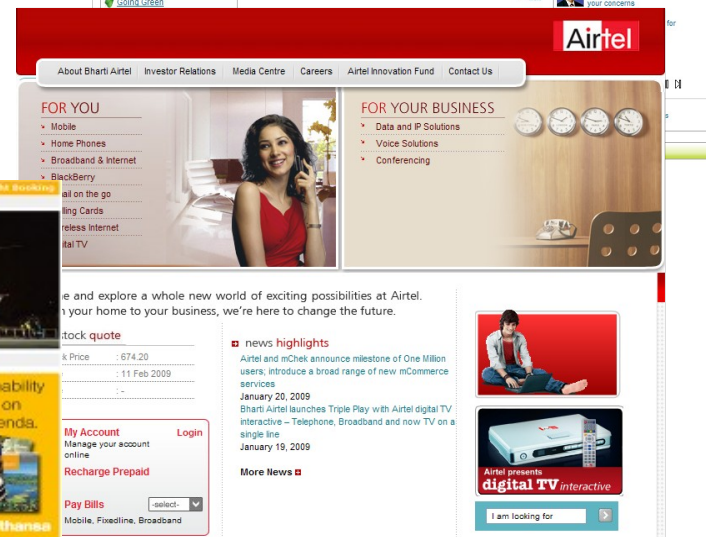 Going Green
your concerns
for
Airtel
About Bharti Airtel
Investor Relations
Media Centre
Careers
Airtel Innovation Fund
Contact Us
FOR YOU
Mobile
Home Phones
Broadband & Internet
BlackBerry
ail on the go
lling Cards
reless Internet
ital TV
FOR YOUR BUSINESS
Data and IP Solutions
Voice Solutions
Conferencing
Booking
e and explore a whole new world of exciting possibilities at Airtel.
your home to your business, we're here to change the future.
stock quote
k Price : 674.20
: 11 Feb 2009
: -
ability
on
enda.
thansa
My Account
Login
Manage your account
online
Recharge Prepaid
Pay Bills
-select-
Mobile, Fixedline, Broadband
news highlights
Airtel and mChek announce milestone of One Million
users; introduce a broad range of new mCommerce
services
January 20, 2009
Bharti Airtel launches Triple Play with Airtel digital TV
interactive – Telephone, Broadband and now TV on a
single line
January 19, 2009
More News
Airtel presents
digital TV interactive
I am looking for